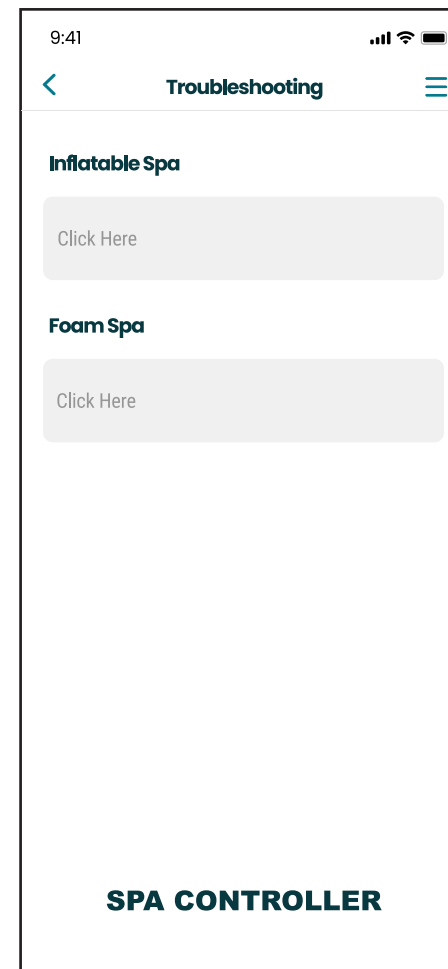 9:41
Troubleshooting
Inflatable Spa
Click Here
Foam Spa
Click Here
SPA CONTROLLER